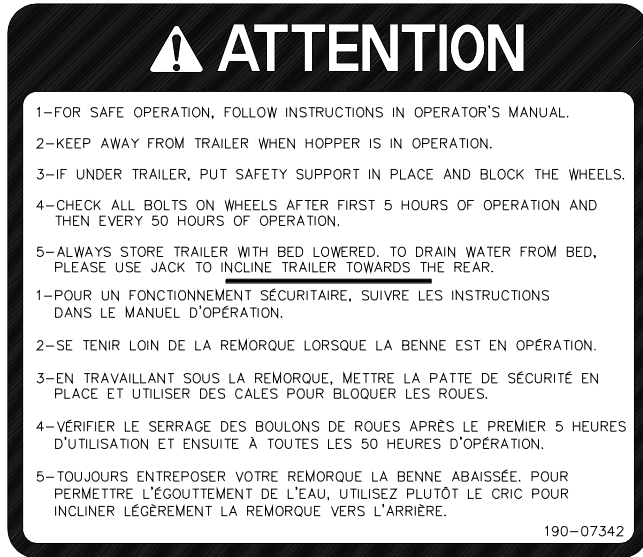 ATTENTION
1-FOR SAFE OPERATION, FOLLOW INSTRUCTIONS IN OPERATOR'S MANUAL.
2-KEEP AWAY FROM TRAILER WHEN HOPPER IS IN OPERATION.
3-IF UNDER TRAILER, PUT SAFETY SUPPORT IN PLACE AND BLOCK THE WHEELS.
4-CHECK ALL BOLTS ON WHEELS AFTER FIRST 5 HOURS OF OPERATION AND
THEN EVERY 50 HOURS OF OPERATION.
5-ALWAYS STORE TRAILER WITH BED LOWERED. TO DRAIN WATER FROM BED,
PLEASE USE JACK TO INCLINE TRAILER TOWARDS THE REAR.
1-POUR UN FONCTIONNEMENT SÉCURITAIRE, SUIVRE LES INSTRUCTIONS
DANS LE MANUEL D'OPÉRATION.
2-SE TENIR LOIN DE LA REMORQUE LORSQUE LA BENNE EST EN OPÉRATION.
3-EN TRAVAILLANT SOUS LA REMORQUE, METTRE LA PATTE DE SÉCURITÉ EN
PLACE ET UTILISER DES CALES POUR BLOQUER LES ROUES.
4-VÉRIFIER LE SERRAGE DES BOULONS DE ROUES APRÈS LE PREMIER 5 HEURES
D'UTILISATION ET ENSUITE À TOUTES LES 50 HEURES D'OPÉRATION.
5-TOUJOURS ENTREPOSER VOTRE REMORQUE LA BENNE ABAISSÉE. POUR
PERMETTRE L'ÉGOUTTEMENT DE L'EAU, UTILISEZ PLUTÔT LE CRIC POUR
INCLINER LÉGÈREMENT LA REMORQUE VERS L'ARRIÈRE.
190-07342